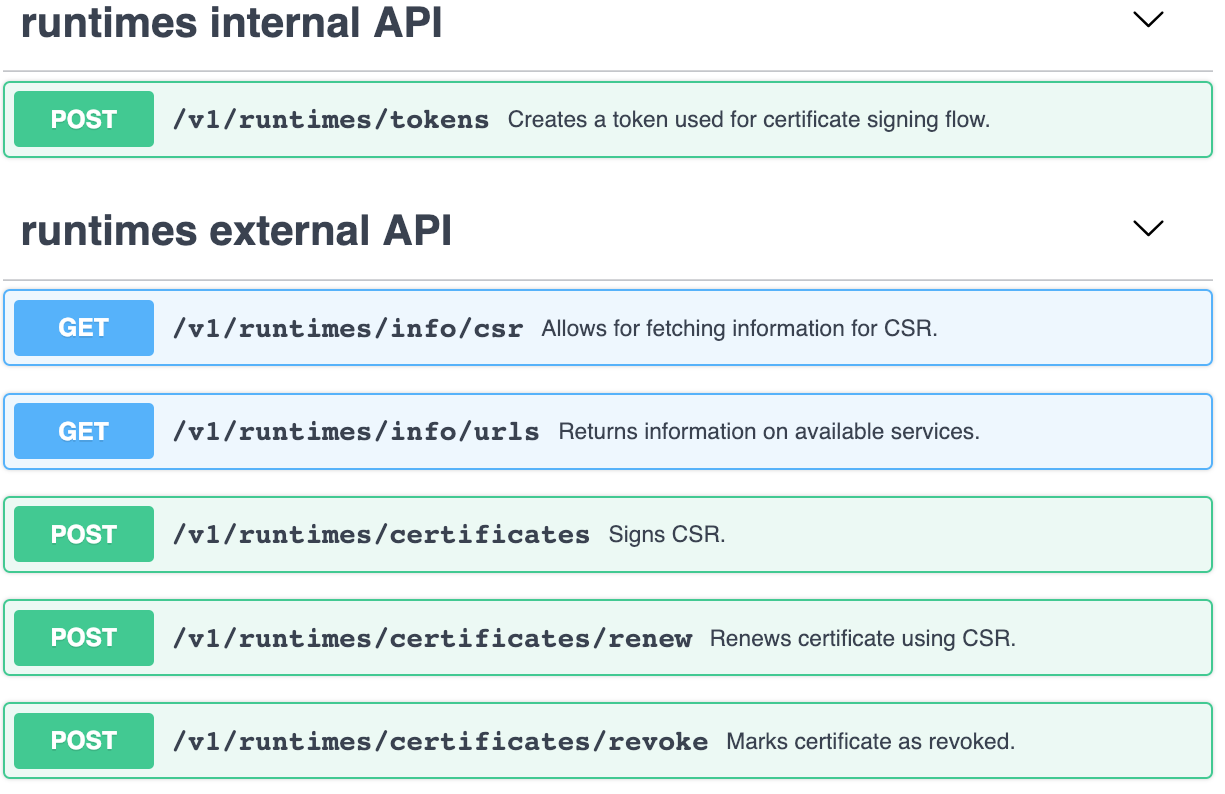 runtimes internal API
POST /v1/runtimes/tokens Creates a token used for certificate signing flow.
runtimes external API
GET /v1/runtimes/info/csr Allows for fetching information for CSR.
GET /v1/runtimes/info/urls Returns information on available services.
POST /v1/runtimes/certificates Signs CSR.
POST /v1/runtimes/certificates/renew Renews certificate using CSR.
POST /v1/runtimes/certificates/revoke Marks certificate as revoked.